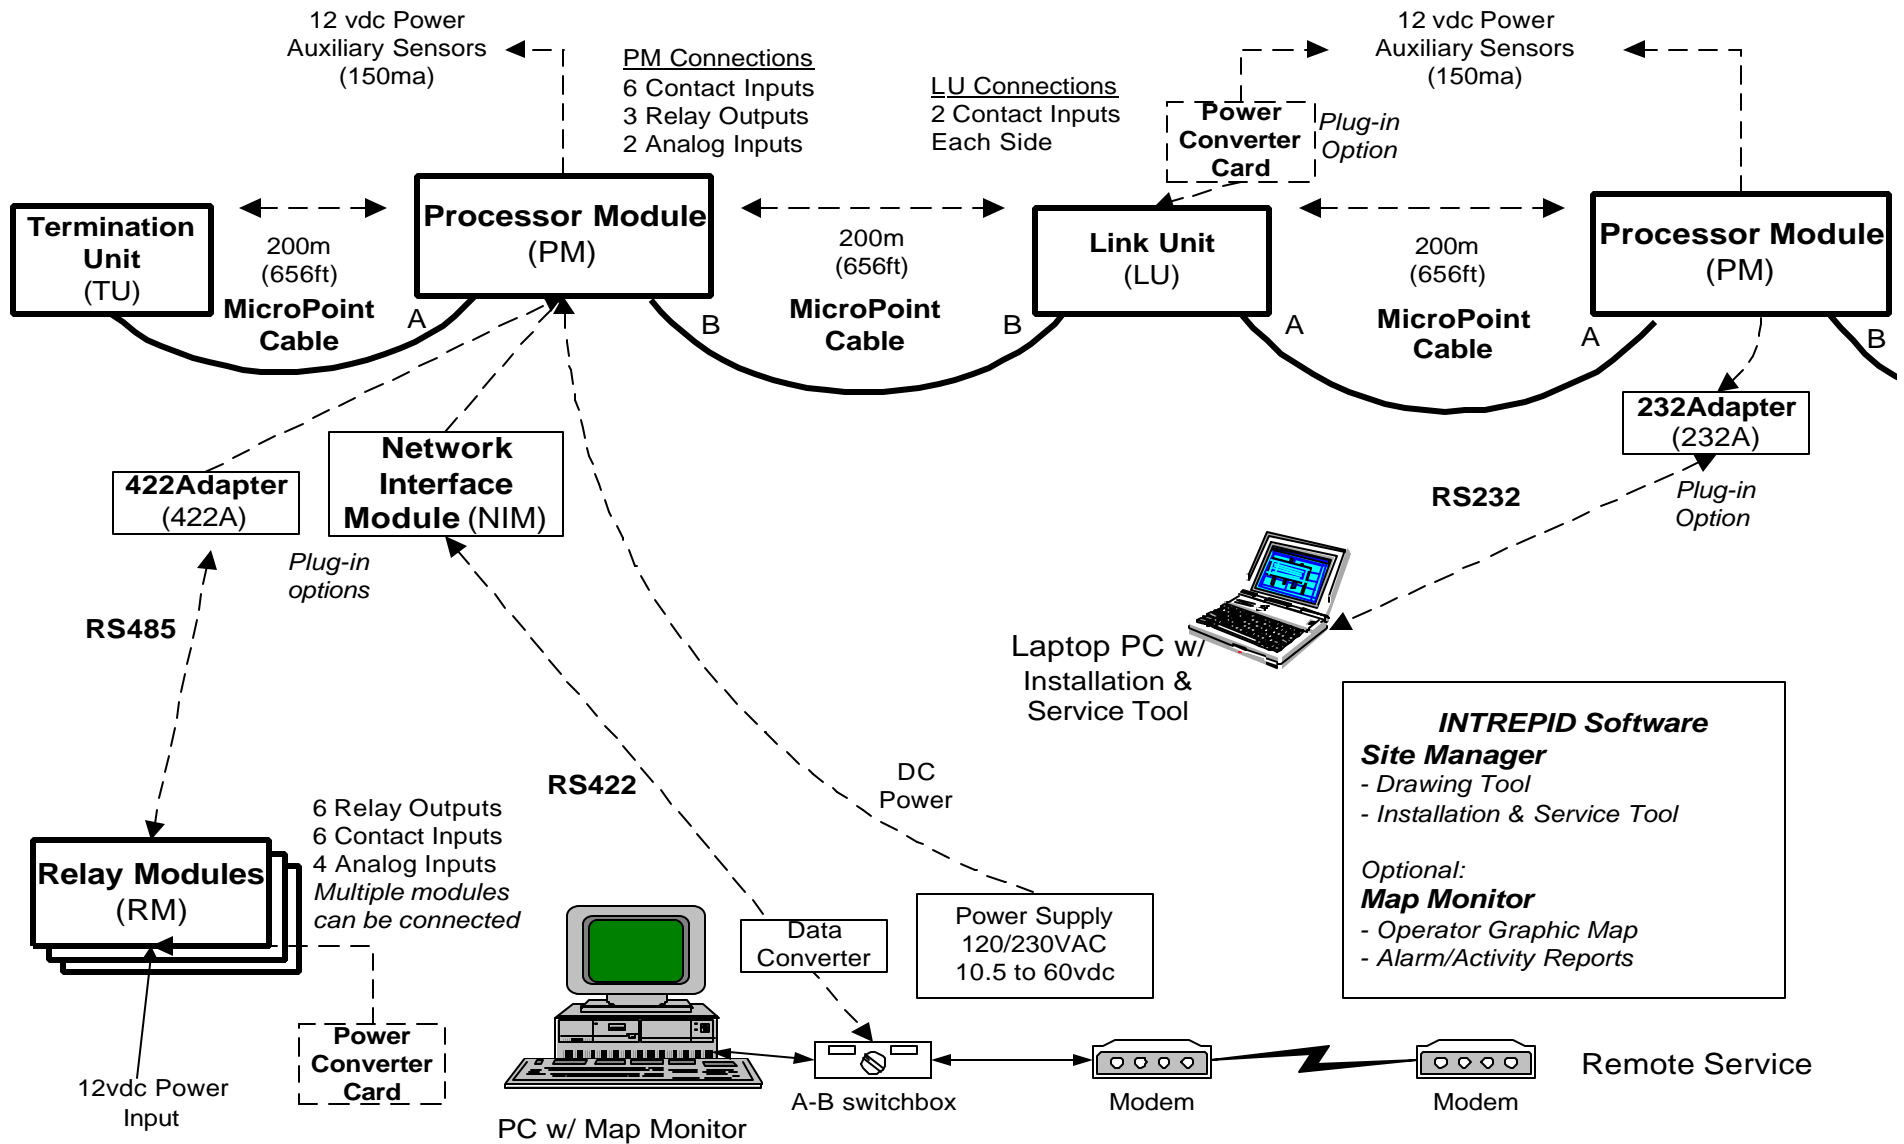 12 vdc Power
Auxiliary Sensors
(150ma)
PM Connections
6 Contact Inputs
3 Relay Outputs
2 Analog Inputs
LU Connections
2 Contact Inputs
Each Side
Power
Converter
Card
Plug-in
Option
12 vdc Power
Auxiliary Sensors
(150ma)
Termination
Unit
(TU)
200m
(656ft)
MicroPoint
Cable
A
Processor Module
(PM)
B
200m
(656ft)
MicroPoint
Cable
B
Link Unit
(LU)
A
200m
(656ft)
MicroPoint
Cable
A
Processor Module
(PM)
B
422Adapter
(422A)
Network
Interface
Module (NIM)
Plug-in
options
232Adapter
(232A)
Plug-in
Option
RS232
RS485
Laptop PC w/
Installation &
Service Tool
RS422
DC
Power
INTREPID Software
Site Manager
- Drawing Tool
- Installation & Service Tool
Optional:
Map Monitor
- Operator Graphic Map
- Alarm/Activity Reports
6 Relay Outputs
6 Contact Inputs
4 Analog Inputs
Multiple modules
can be connected
Relay Modules
(RM)
Data
Converter
Power Supply
120/230VAC
10.5 to 60vdc
Power
Converter
Card
12vdc Power
Input
PC w/ Map Monitor
A-B switchbox
Modem
Modem
Remote Service